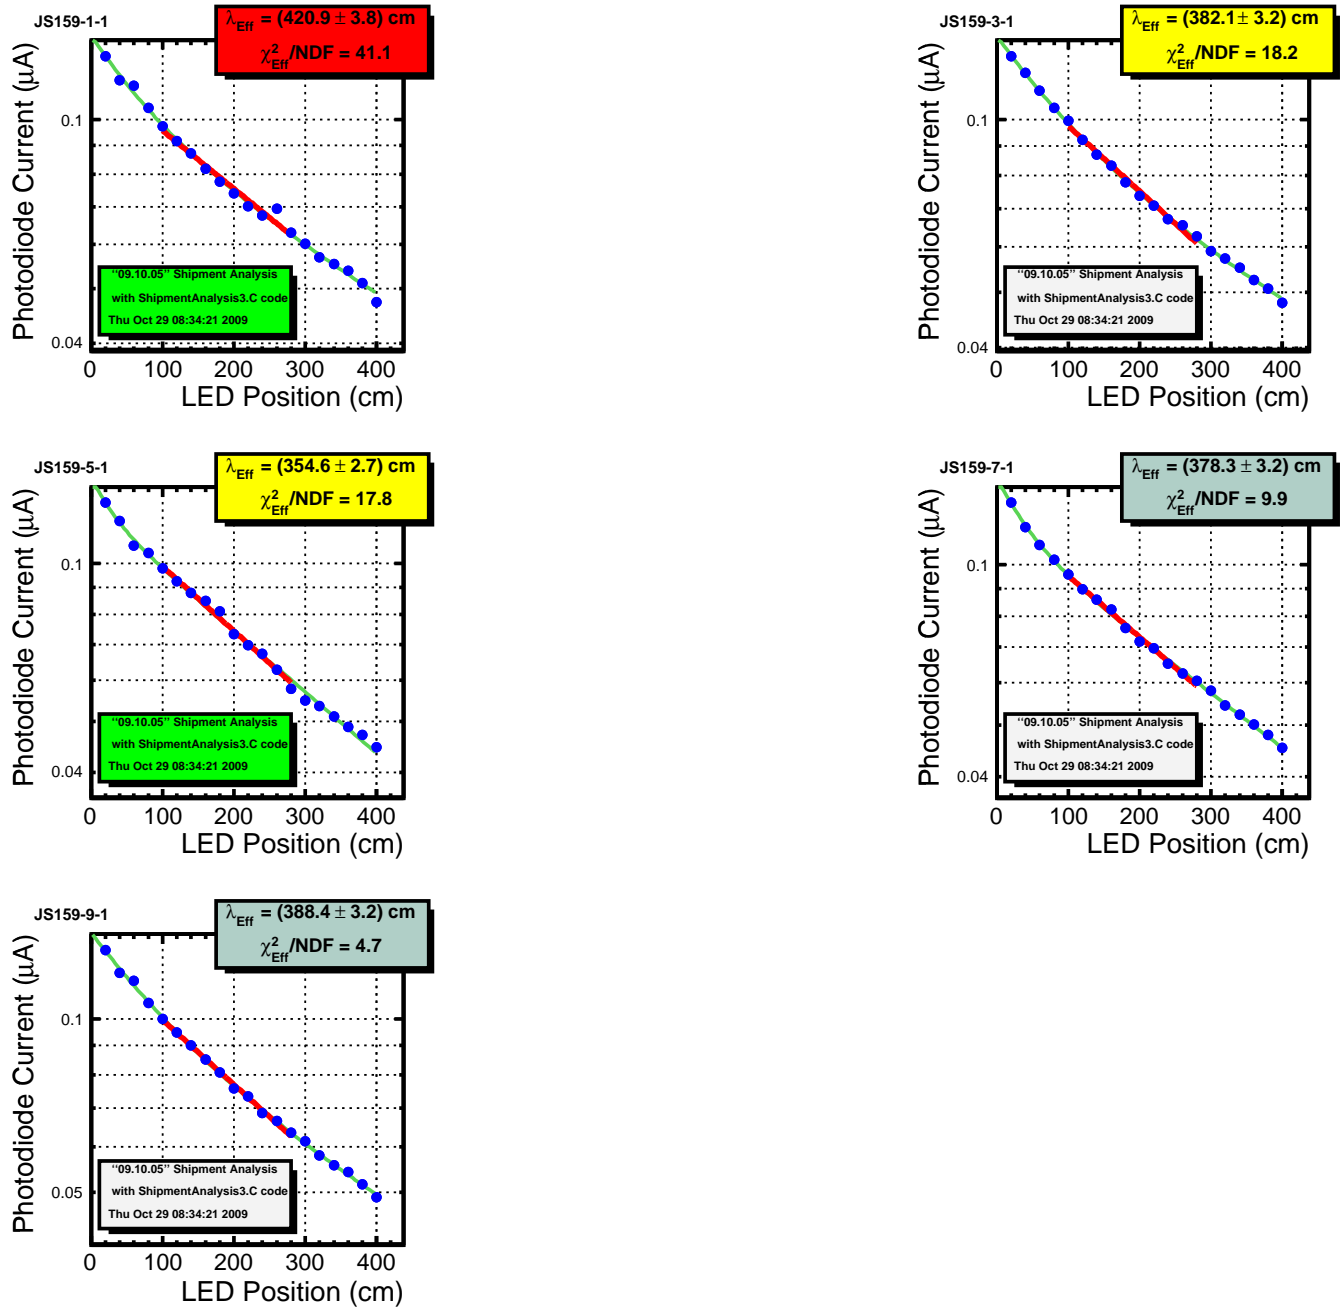 JS159-1-1
λEff = (420.9 ± 3.8) cm
χ²Eff/NDF = 41.1
Photodiode Current (μA)
0.1
0.04
“09.10.05” Shipment Analysis
with ShipmentAnalysis3.C code
Thu Oct 29 08:34:21 2009
0 100 200 300 400
LED Position (cm)
JS159-3-1
λEff = (382.1 ± 3.2) cm
χ²Eff/NDF = 18.2
Photodiode Current (μA)
0.1
0.04
“09.10.05” Shipment Analysis
with ShipmentAnalysis3.C code
Thu Oct 29 08:34:21 2009
0 100 200 300 400
LED Position (cm)
JS159-5-1
λEff = (354.6 ± 2.7) cm
χ²Eff/NDF = 17.8
Photodiode Current (μA)
0.1
0.04
“09.10.05” Shipment Analysis
with ShipmentAnalysis3.C code
Thu Oct 29 08:34:21 2009
0 100 200 300 400
LED Position (cm)
JS159-7-1
λEff = (378.3 ± 3.2) cm
χ²Eff/NDF = 9.9
Photodiode Current (μA)
0.1
0.04
“09.10.05” Shipment Analysis
with ShipmentAnalysis3.C code
Thu Oct 29 08:34:21 2009
0 100 200 300 400
LED Position (cm)
JS159-9-1
λEff = (388.4 ± 3.2) cm
χ²Eff/NDF = 4.7
Photodiode Current (μA)
0.1
0.05
“09.10.05” Shipment Analysis
with ShipmentAnalysis3.C code
Thu Oct 29 08:34:21 2009
0 100 200 300 400
LED Position (cm)